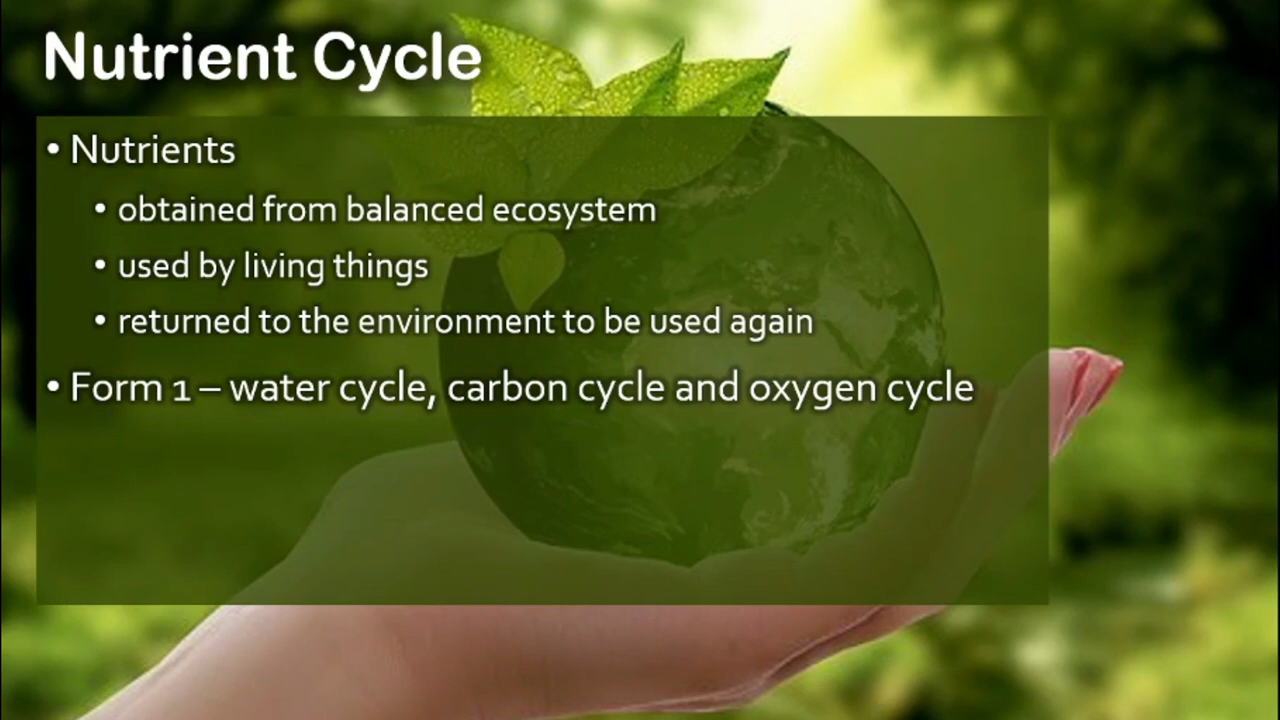 Nutrient Cycle
• Nutrients
• obtained from balanced ecosystem
• used by living things
• returned to the environment to be used again
• Form 1 – water cycle, carbon cycle and oxygen cycle